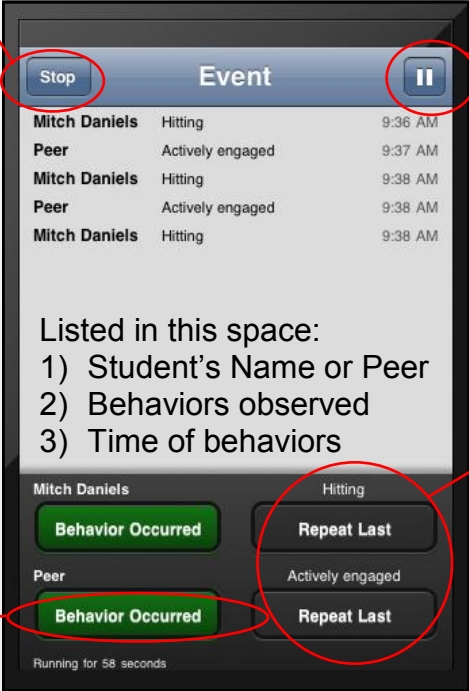 Stop Event
Mitch Daniels Hitting 9:36 AM
Peer Actively engaged 9:37 AM
Mitch Daniels Hitting 9:38 AM
Peer Actively engaged 9:38 AM
Mitch Daniels Hitting 9:38 AM
Listed in this space:
1) Student's Name or Peer
2) Behaviors observed
3) Time of behaviors
Mitch Daniels Hitting
Behavior Occurred Repeat Last
Peer Actively engaged
Behavior Occurred Repeat Last
Running for 58 seconds